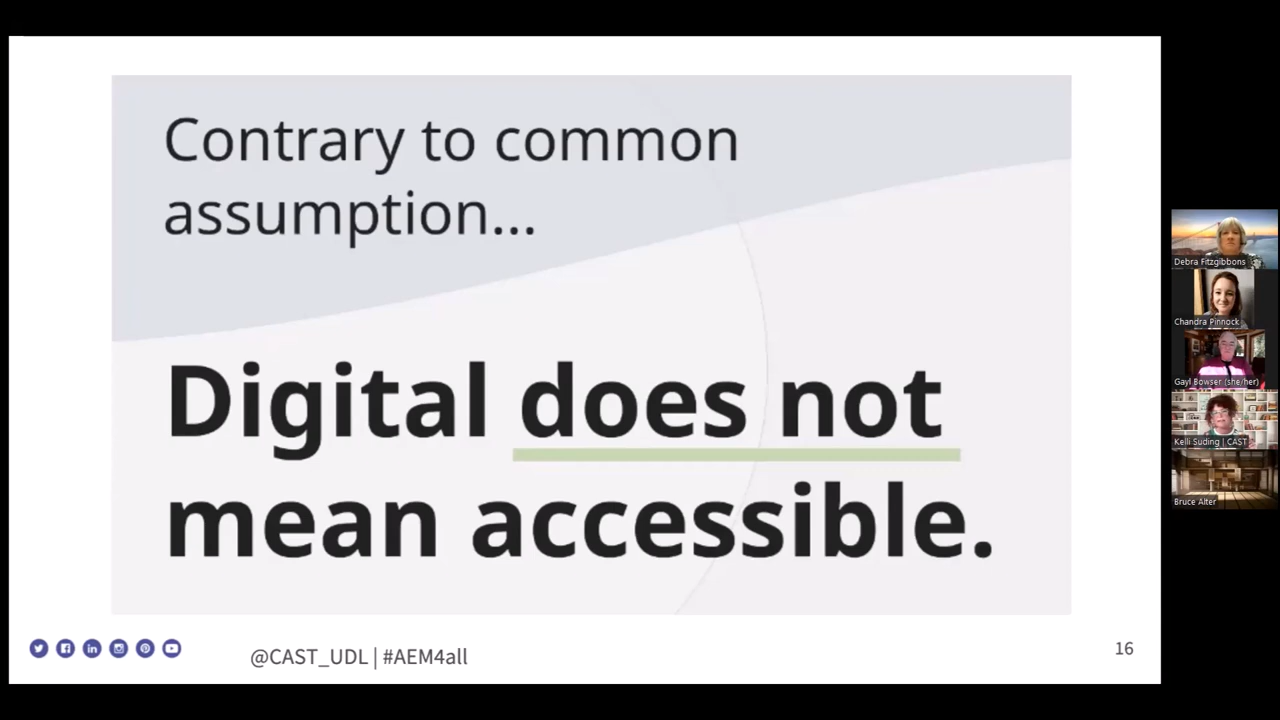 Contrary to common
assumption...
Digital does not
mean accessible.
@CAST_UDL | #AEM4all
16
Debra Fitzgibbons
Chandra Pinnock
Gayl Bowser (she/her)
Kelli Suding | CAST
Bruce Alter